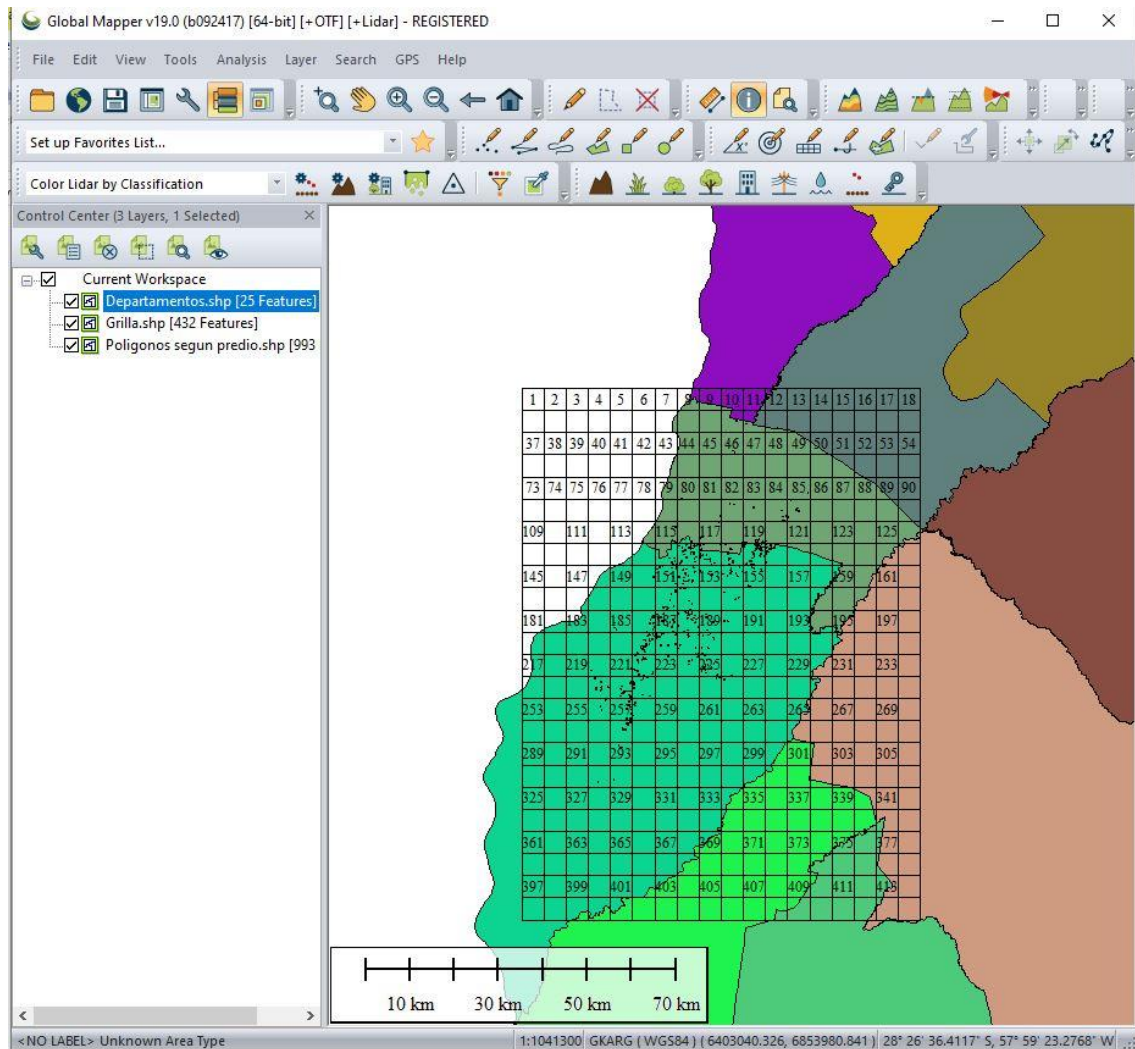 Global Mapper v19.0 (b092417) [64-bit] [+OTF] [+Lidar] - REGISTERED
File Edit View Tools Analysis Layer Search GPS Help
Set up Favorites List...
Color Lidar by Classification
Control Center (3 Layers, 1 Selected)
Current Workspace
Departamentos.shp [25 Features]
Grilla.shp [432 Features]
Poligonos segun predio.shp [993
1 2 3 4 5 6 7 8 9 10 11 12 13 14 15 16 17 18
37 38 39 40 41 42 43 44 45 46 47 48 49 50 51 52 53 54
73 74 75 76 77 78 79 80 81 82 83 84 85 86 87 88 89 90
109 111 113 115 117 119 121 123 125
145 147 149 151 153 155 157 159 161
181 183 185 187 189 191 193 195 197
217 219 221 223 225 227 229 231 233
253 255 257 259 261 263 265 267 269
289 291 293 295 297 299 301 303 305
325 327 329 331 333 335 337 339 341
361 363 365 367 369 371 373 375 377
397 399 401 403 405 407 409 411 413
10 km 30 km 50 km 70 km
<NO LABEL> Unknown Area Type
1:1041300 GKARG ( WGS84 ) ( 6403040.326, 6853980.841 ) 28° 26' 36.4117" S, 57° 59' 23.2768" W